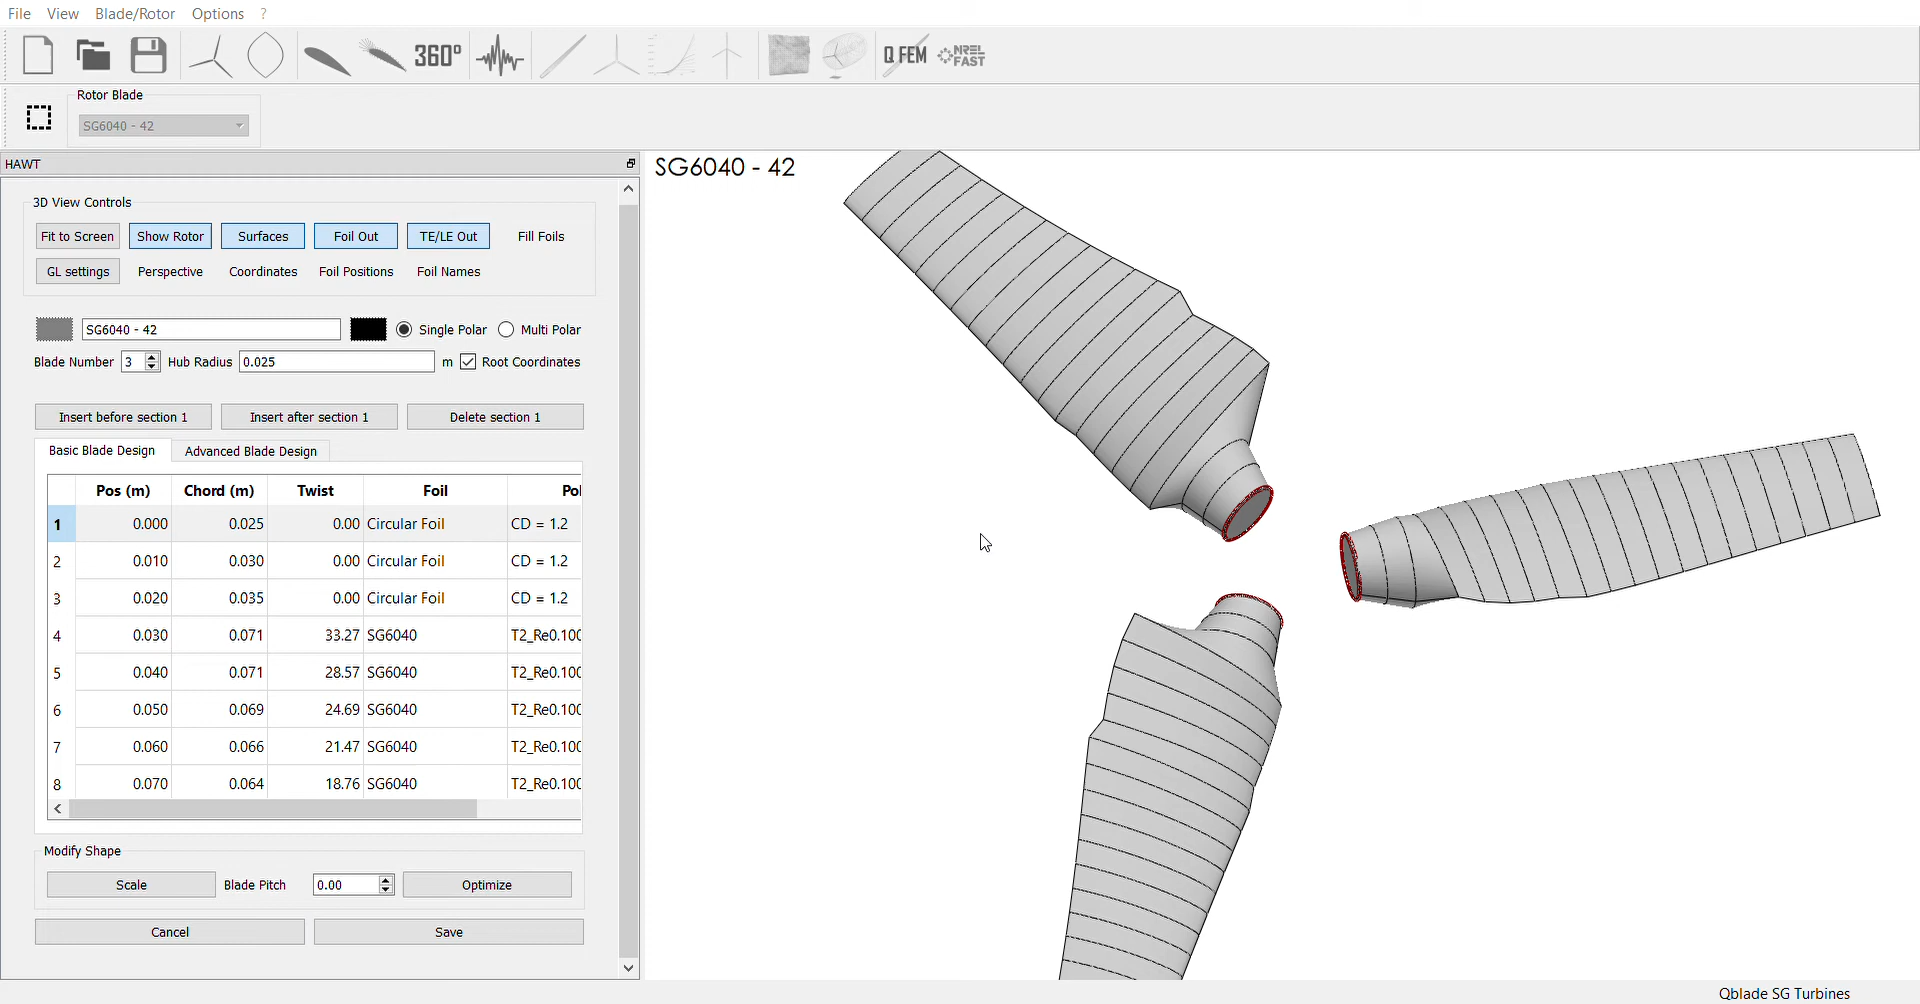 File View Blade/Rotor Options ?
360°
Q FEM
NREL
FAST
Rotor Blade
SG6040 - 42
HAWT
SG6040 - 42
3D View Controls
Fit to Screen Show Rotor Surfaces Foil Out TE/LE Out Fill Foils
GL settings Perspective Coordinates Foil Positions Foil Names
SG6040 - 42 Single Polar Multi Polar
Blade Number 3 Hub Radius 0.025 m Root Coordinates
Insert before section 1 Insert after section 1 Delete section 1
Basic Blade Design Advanced Blade Design
Pos (m) Chord (m) Twist Foil Pol
1 0.000 0.025 0.00 Circular Foil CD = 1.2
2 0.010 0.030 0.00 Circular Foil CD = 1.2
3 0.020 0.035 0.00 Circular Foil CD = 1.2
4 0.030 0.071 33.27 SG6040 T2_Re0.100
5 0.040 0.071 28.57 SG6040 T2_Re0.100
6 0.050 0.069 24.69 SG6040 T2_Re0.100
7 0.060 0.066 21.47 SG6040 T2_Re0.100
8 0.070 0.064 18.76 SG6040 T2_Re0.100
Modify Shape
Scale Blade Pitch 0.00 Optimize
Cancel Save
Qblade SG Turbines